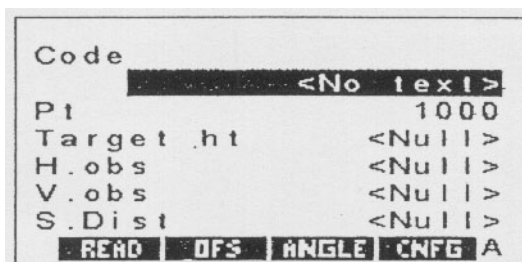 Code
<No text>
Pt 1000
Target ht <Null>
H.obs <Null>
V.obs <Null>
S.Dist <Null>
READ OFS ANGLE CNFG A